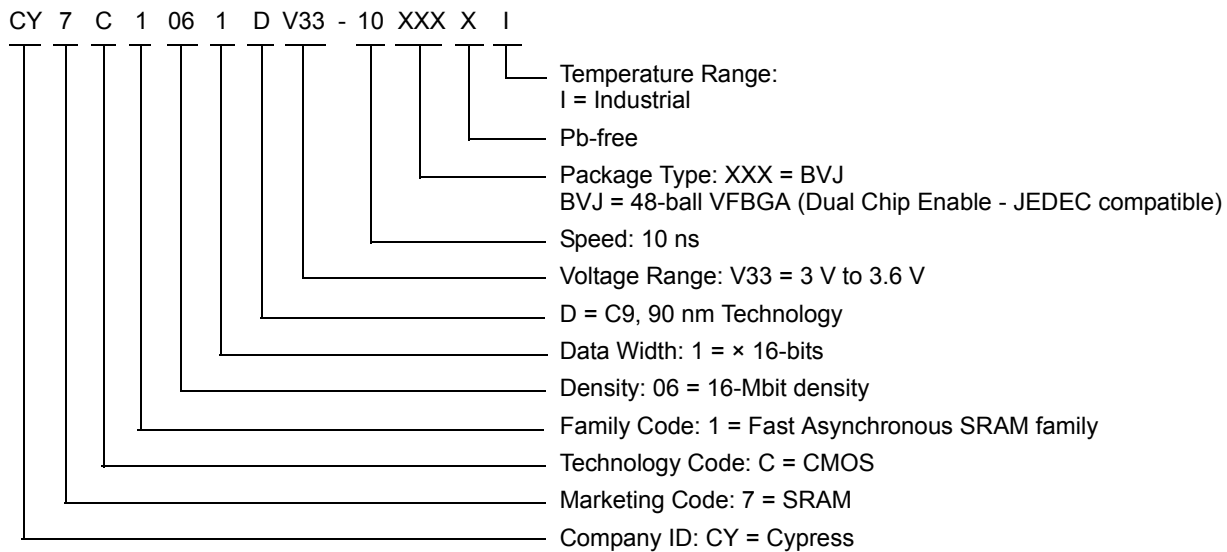 CY 7 C 1 06 1 D V33 - 10 XXX X I
Temperature Range:
I = Industrial
Pb-free
Package Type: XXX = BVJ
BVJ = 48-ball VFBGA (Dual Chip Enable - JEDEC compatible)
Speed: 10 ns
Voltage Range: V33 = 3 V to 3.6 V
D = C9, 90 nm Technology
Data Width: 1 = × 16-bits
Density: 06 = 16-Mbit density
Family Code: 1 = Fast Asynchronous SRAM family
Technology Code: C = CMOS
Marketing Code: 7 = SRAM
Company ID: CY = Cypress